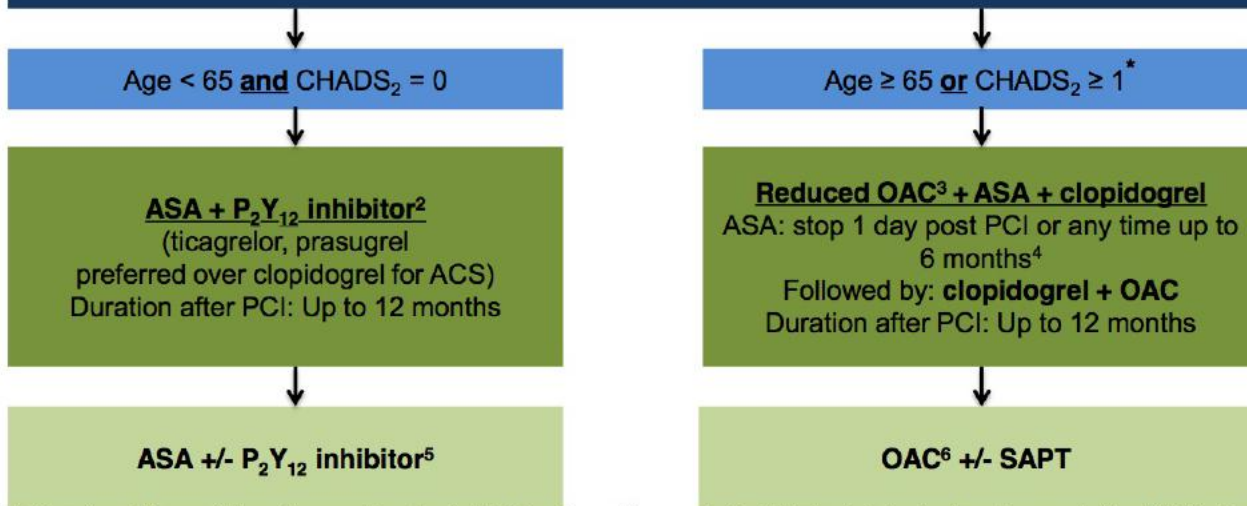 Age < 65 and CHADS₂ = 0
ASA + P₂Y₁₂ inhibitor²
(ticagrelor, prasugrel
preferred over clopidogrel for ACS)
Duration after PCI: Up to 12 months
ASA +/- P₂Y₁₂ inhibitor⁵
Age ≥ 65 or CHADS₂ ≥ 1*
Reduced OAC³ + ASA + clopidogrel
ASA: stop 1 day post PCI or any time up to
6 months⁴
Followed by: clopidogrel + OAC
Duration after PCI: Up to 12 months
OAC⁶ +/- SAPT